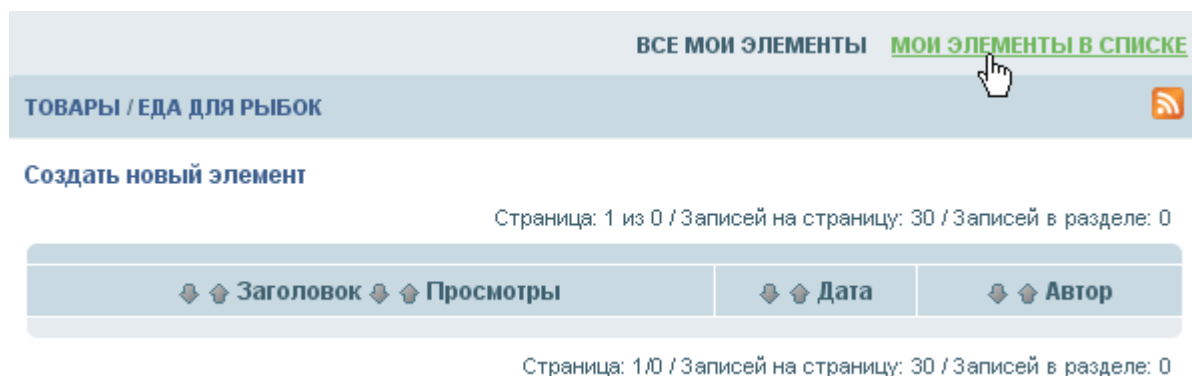 ВСЕ МОИ ЭЛЕМЕНТЫ МОИ ЭЛЕМЕНТЫ В СПИСКЕ
ТОВАРЫ / ЕДА ДЛЯ РЫБОК
Создать новый элемент
Страница: 1 из 0 / Записей на страницу: 30 / Записей в разделе: 0
Заголовок Просмотры Дата Автор
Страница: 1/0 / Записей на страницу: 30 / Записей в разделе: 0